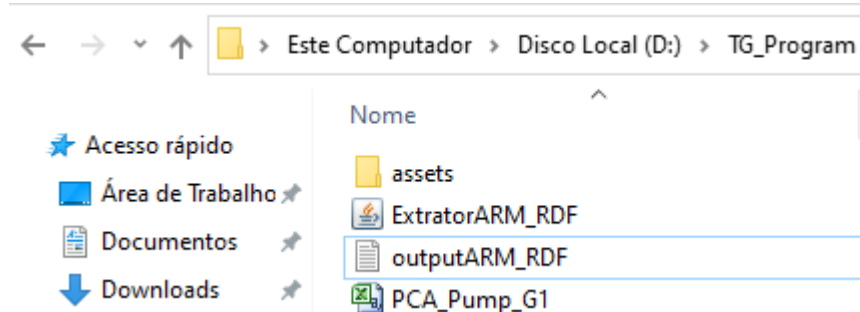 Este Computador > Disco Local (D:) > TG_Program
Nome
Acesso rápido
Área de Trabalho
Documentos
Downloads
assets
ExtratorARM_RDF
outputARM_RDF
PCA_Pump_G1